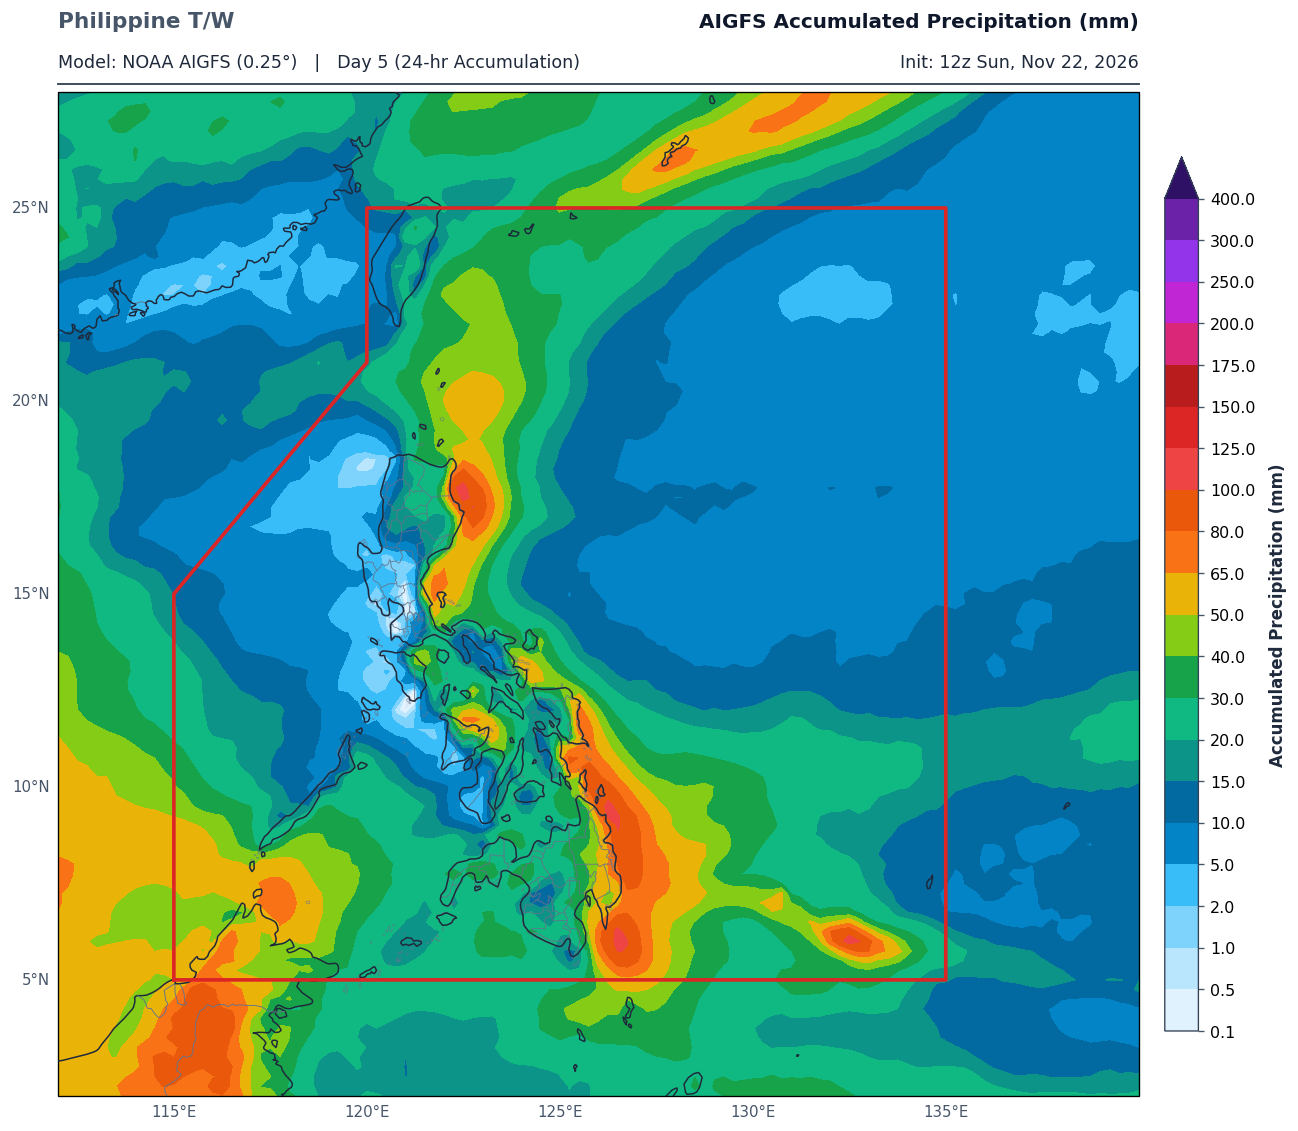 Philippine T/W
AIGFS Accumulated Precipitation (mm)
Model: NOAA AIGFS (0.25°)   |   Day 5 (24-hr Accumulation)
Init: 12z Sun, Nov 22, 2026
25°N
20°N
15°N
10°N
5°N
115°E
120°E
125°E
130°E
135°E
400.0
300.0
250.0
200.0
175.0
150.0
125.0
100.0
80.0
65.0
50.0
40.0
30.0
20.0
15.0
10.0
5.0
2.0
1.0
0.5
0.1
Accumulated Precipitation (mm)